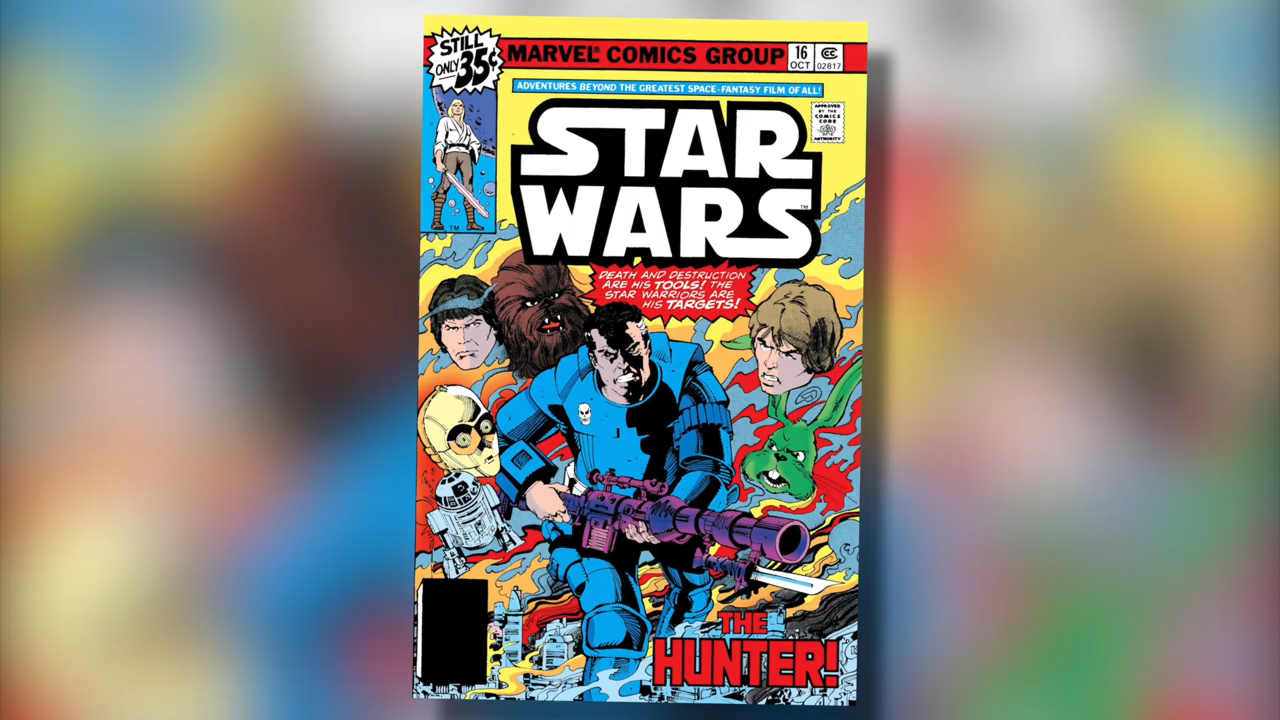 STILL
ONLY 35¢
MARVEL® COMICS GROUP
16
OCT
CC
02817
ADVENTURES BEYOND THE GREATEST SPACE-FANTASY FILM OF ALL!
APPROVED
BY THE
COMICS
CODE
AUTHORITY
STAR
WARS
TM
TM
DEATH AND DESTRUCTION
ARE HIS TOOLS! THE
STAR WARRIORS ARE
HIS TARGETS!
THE
HUNTER!